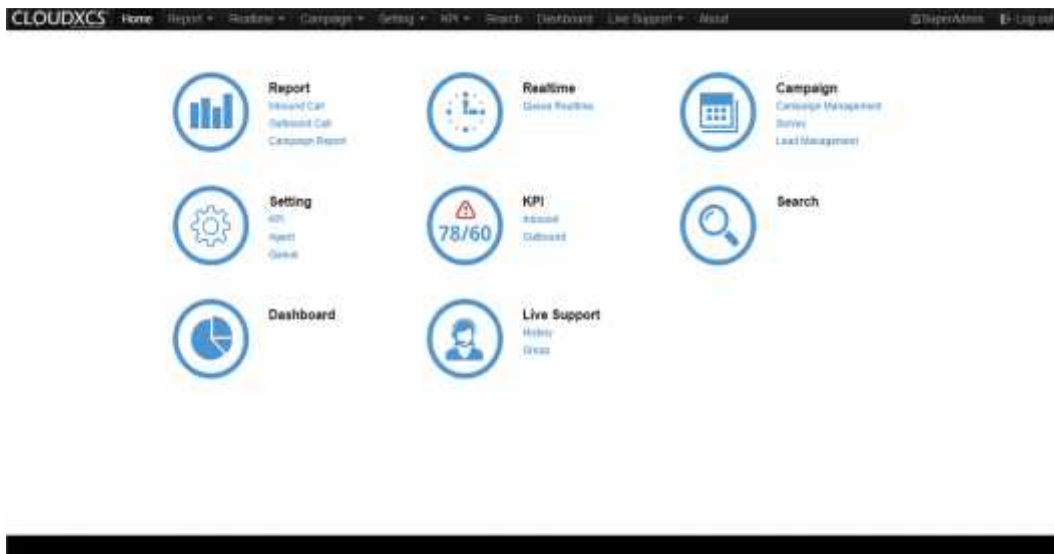 CLOUDXCS Home Report Realtime Campaign Setting KPI Search Dashboard Live Support About SuperAdmin Log out
Report
Inbound Call
Outbound Call
Campaign Report
Realtime
Queue Realtime
Campaign
Campaign Management
Survey
Lead Management
Setting
KPI
Agent
Queue
78/60
KPI
Inbound
Outbound
Search
Dashboard
Live Support
History
Group